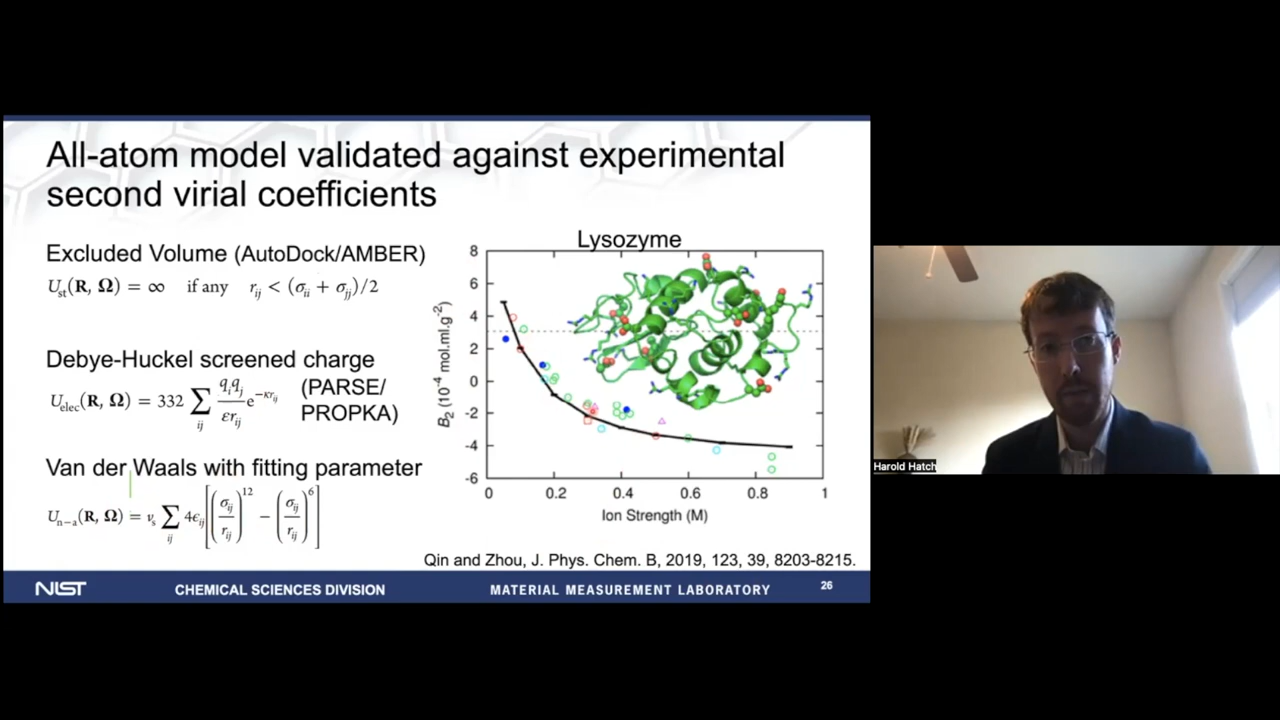 All-atom model validated against experimental
second virial coefficients
Excluded Volume (AutoDock/AMBER)
U_st(R, Ω) = ∞ if any r_ij < (σ_ii + σ_jj)/2
Debye-Huckel screened charge
U_elec(R, Ω) = 332 ∑_ij (q_i q_j / εr_ij) e^{-κr_ij}
(PARSE/
PROPKA)
Van der Waals with fitting parameter
U_n−a(R, Ω) = ν_s ∑_ij 4ϵ_ij [(σ_ij / r_ij)^12 − (σ_ij / r_ij)^6]
Lysozyme
B₂ (10⁻⁴ mol.ml.g⁻²)
8
6
4
2
0
-2
-4
-6
0 0.2 0.4 0.6 0.8 1
Ion Strength (M)
Qin and Zhou, J. Phys. Chem. B, 2019, 123, 39, 8203-8215.
NIST
CHEMICAL SCIENCES DIVISION
MATERIAL MEASUREMENT LABORATORY
26
Harold Hatch